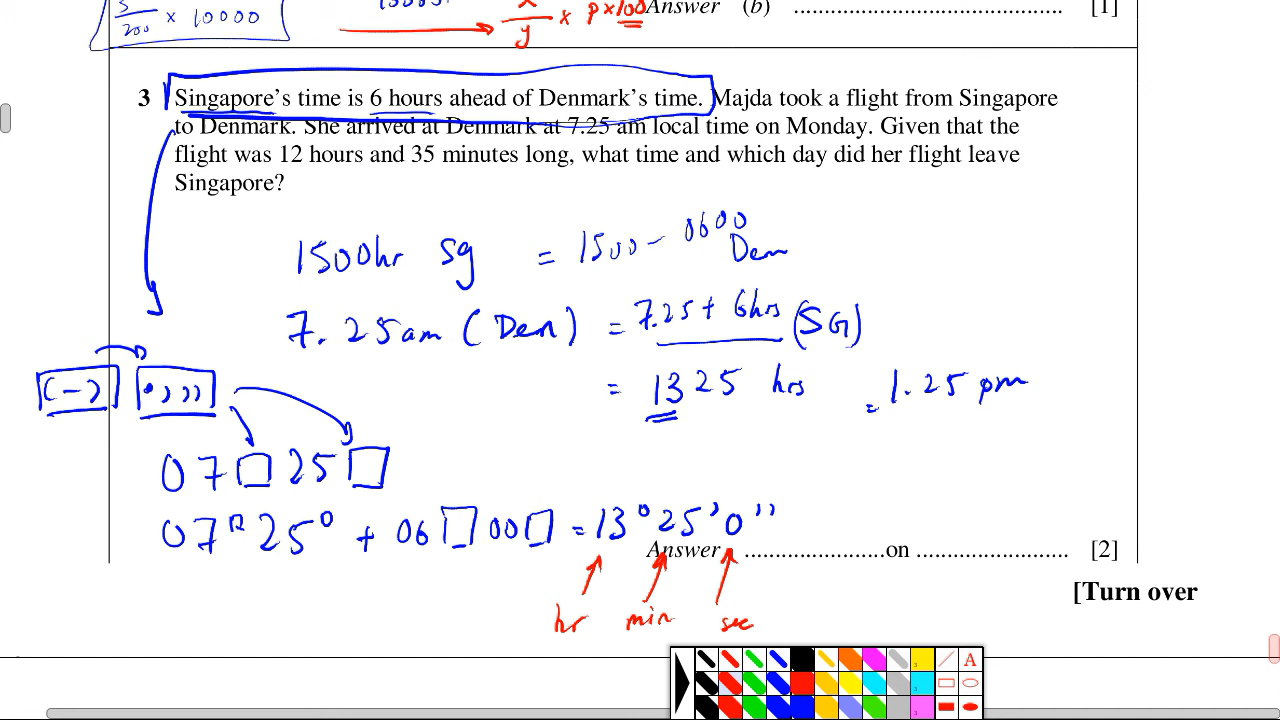 5/200 × 10000
x/y × p×100
Answer (b) ............................................. [1]
3 Singapore's time is 6 hours ahead of Denmark's time. Majda took a flight from Singapore
to Denmark. She arrived at Denmark at 7.25 am local time on Monday. Given that the
flight was 12 hours and 35 minutes long, what time and which day did her flight leave
Singapore?
1500hr Sg = 1500 - 0600 Den
7.25am (Den) = 7.25 + 6hrs (SG)
= 1325 hrs = 1.25 pm
(-) °,,,
07□25□
07°25° + 06□00□ = 13°25'0''
Answer .......................on ......................... [2]
hr min sec
[Turn over
A